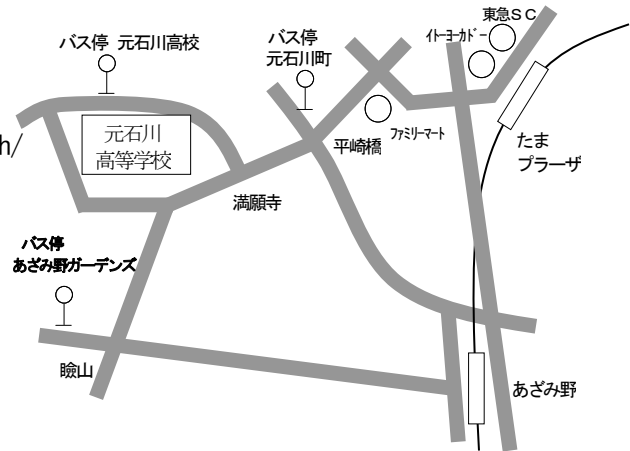 東急ＳＣ
ｲﾄｰﾖｰｶﾄﾞｰ
バス停 元石川高校
バス停
元石川町
元石川
高等学校
h/
平崎橋
ﾌｧﾐﾘｰﾏｰﾄ
たま
プラーザ
満願寺
バス停
あざみ野ガーデンズ
瞼山
あざみ野